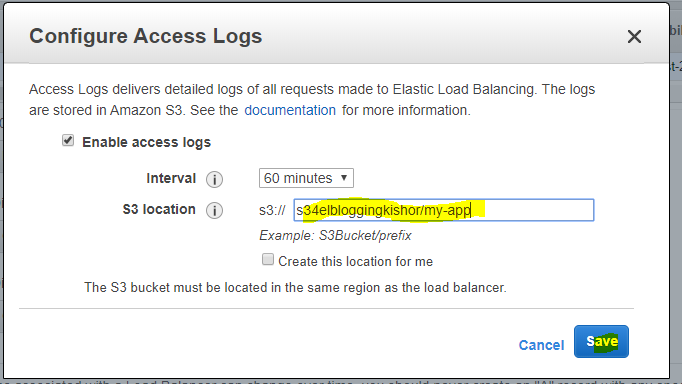 Configure Access Logs
Access Logs delivers detailed logs of all requests made to Elastic Load Balancing. The logs
are stored in Amazon S3. See the documentation for more information.
Enable access logs
Interval i 60 minutes
S3 location i s3:// s34elbloggingkishor/my-app
Example: S3Bucket/prefix
Create this location for me
The S3 bucket must be located in the same region as the load balancer.
Cancel Save